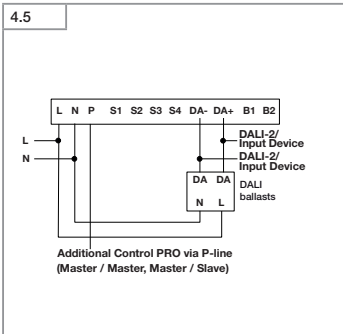 4.5
L N P S1 S2 S3 S4 DA- DA+ B1 B2
L
N
DALI-2/
Input Device
DALI-2/
Input Device
DA DA
N L
DALI
ballasts
Additional Control PRO via P-line
(Master / Master, Master / Slave)